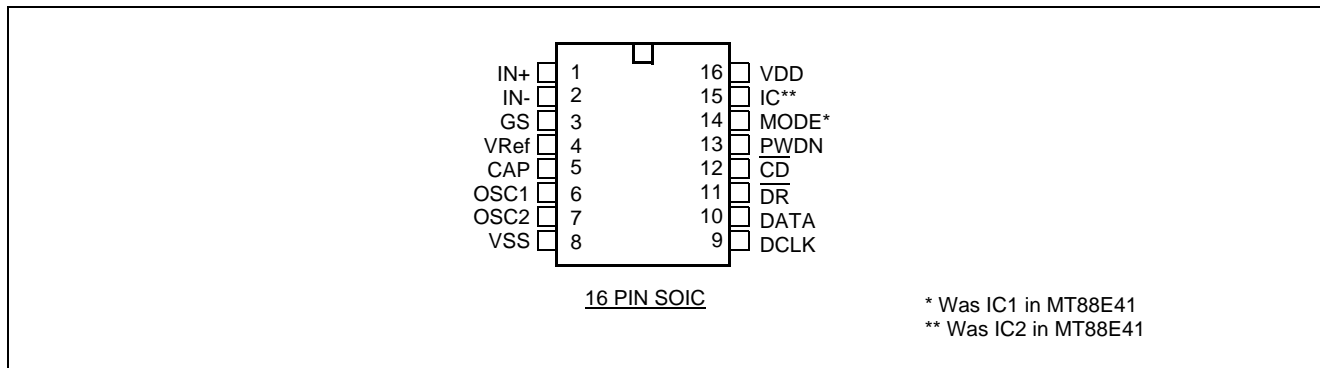 IN+ 1 16 VDD
IN- 2 15 IC**
GS 3 14 MODE*
VRef 4 13 PWDN
CAP 5 12 C̅D̅
OSC1 6 11 D̅R̅
OSC2 7 10 DATA
VSS 8 9 DCLK
16 PIN SOIC
* Was IC1 in MT88E41
** Was IC2 in MT88E41